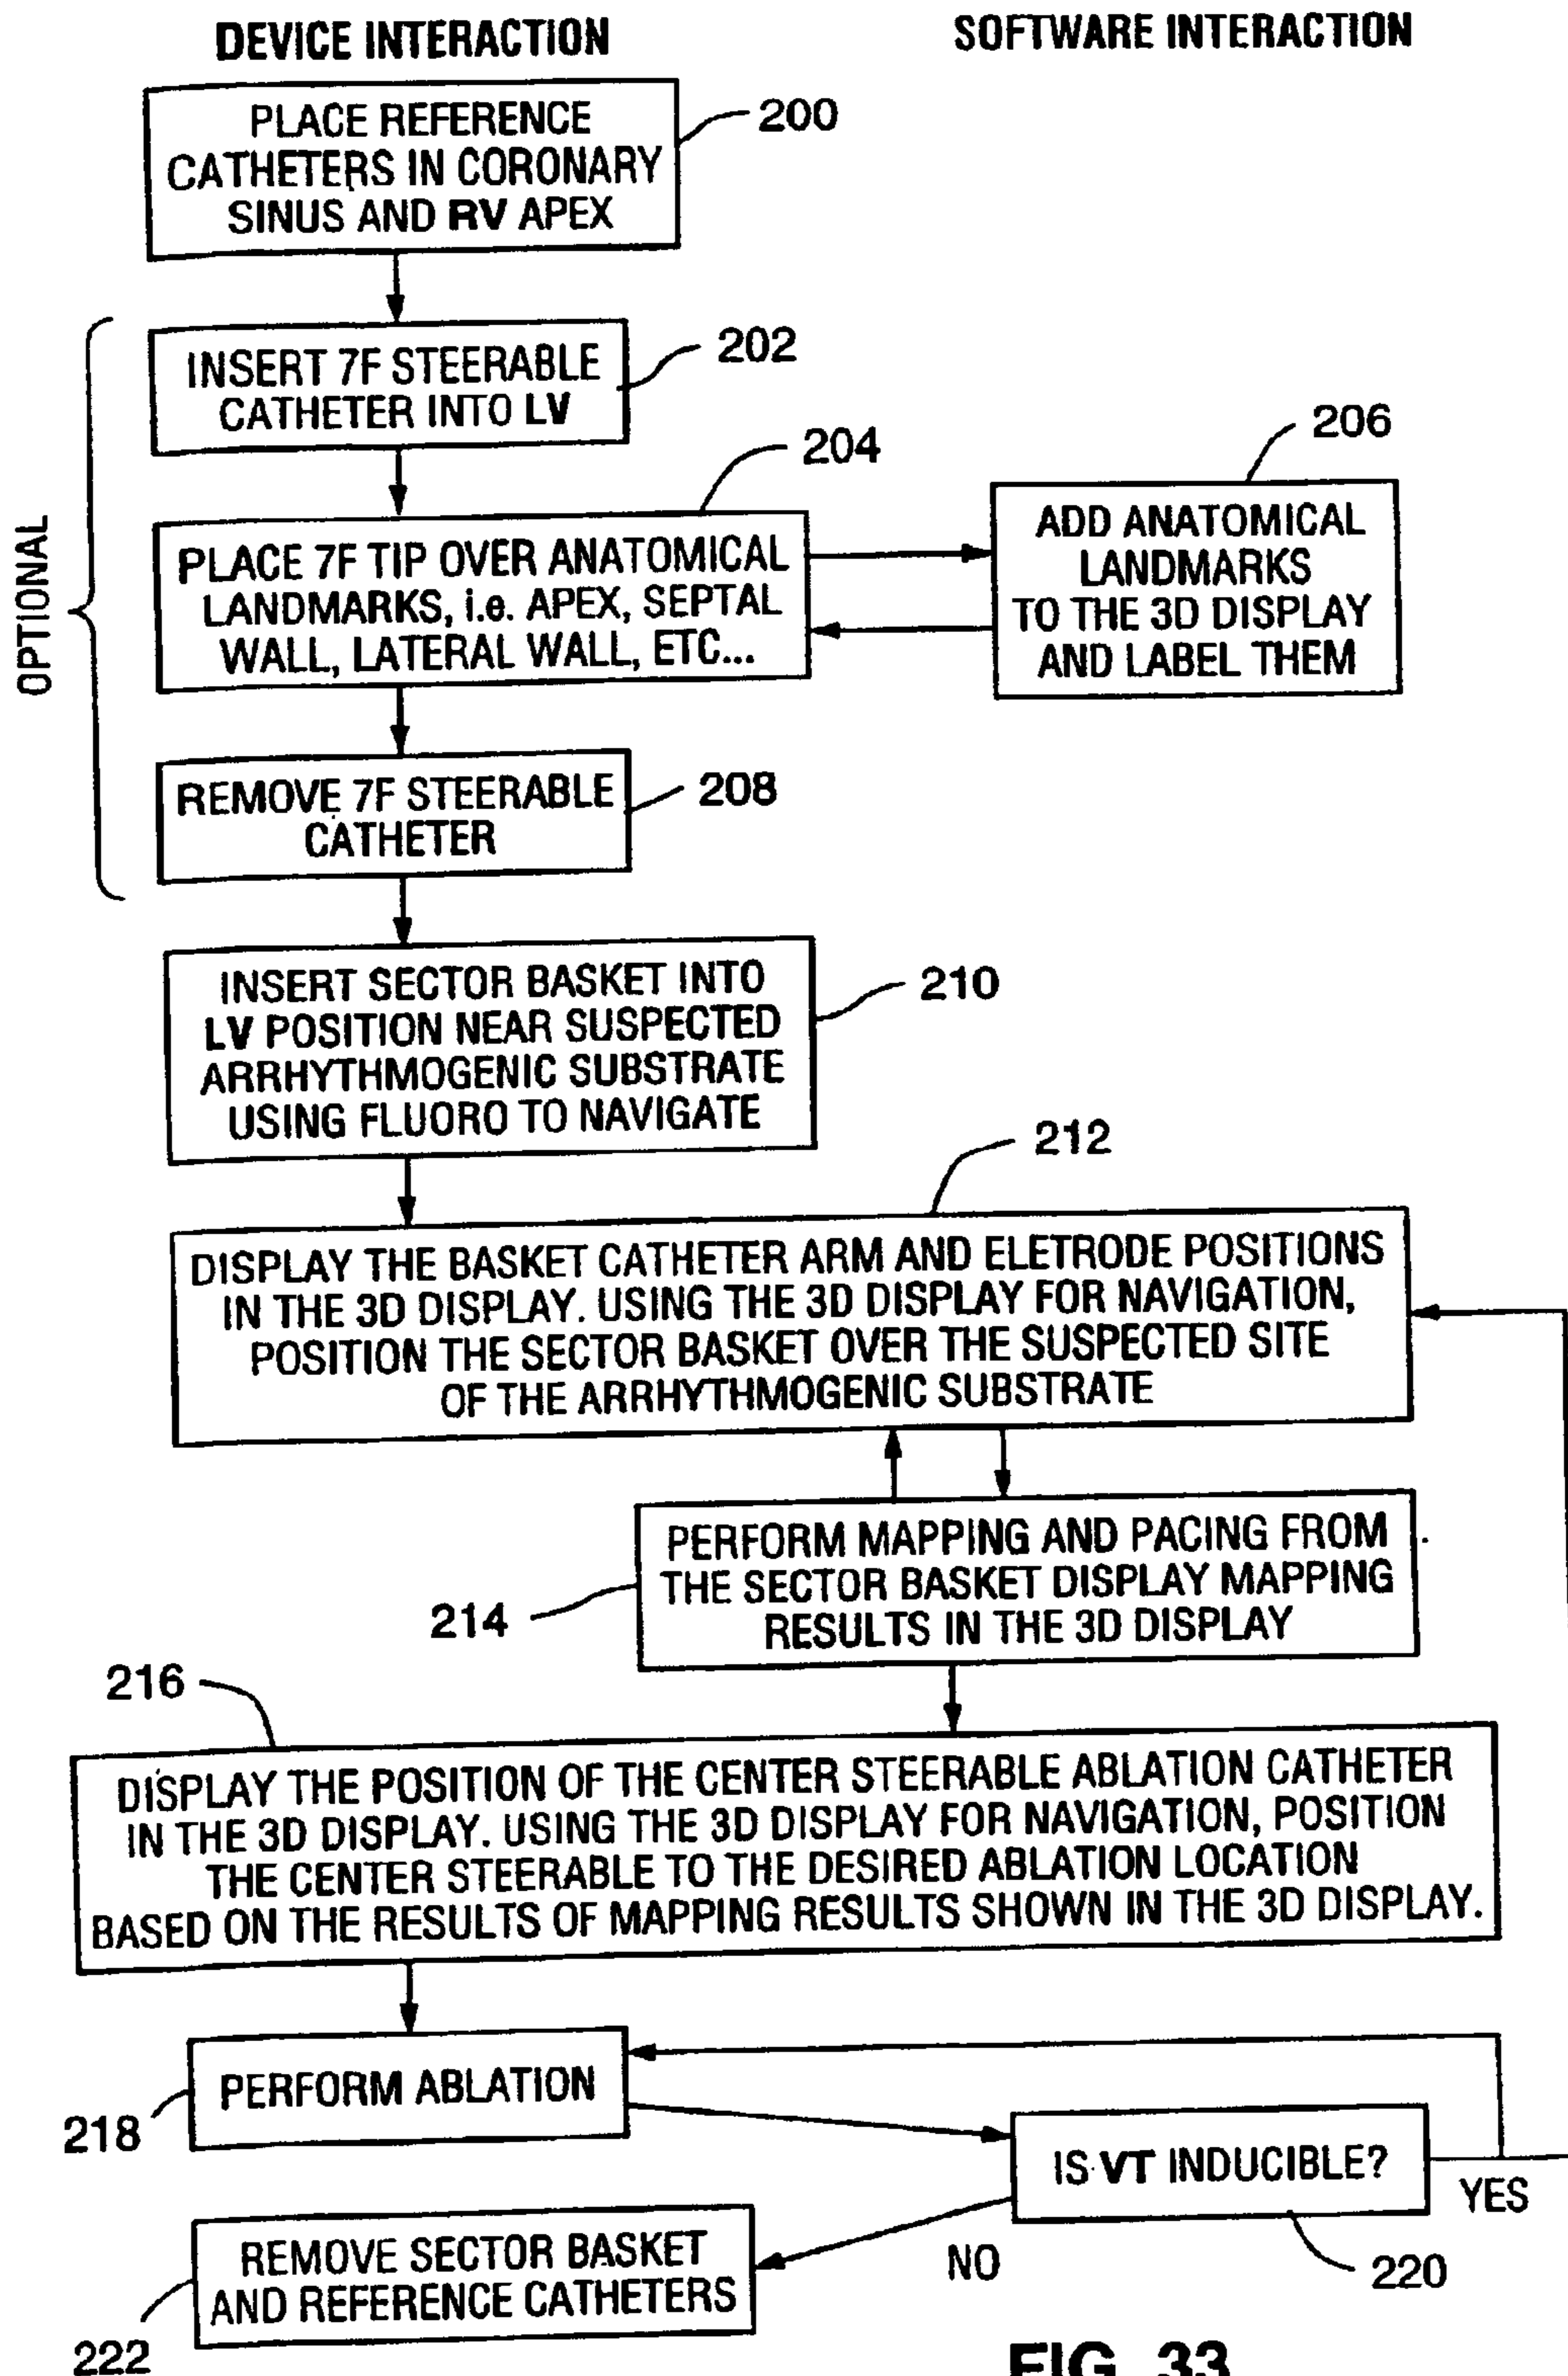 DEVICE INTERACTION
SOFTWARE INTERACTION
PLACE REFERENCE
CATHETERS IN CORONARY
SINUS AND RV APEX
200
OPTIONAL
INSERT 7F STEERABLE
CATHETER INTO LV
202
204
PLACE 7F TIP OVER ANATOMICAL
LANDMARKS, i.e. APEX, SEPTAL
WALL, LATERAL WALL, ETC...
206
ADD ANATOMICAL
LANDMARKS
TO THE 3D DISPLAY
AND LABEL THEM
REMOVE 7F STEERABLE
CATHETER
208
INSERT SECTOR BASKET INTO
LV POSITION NEAR SUSPECTED
ARRHYTHMOGENIC SUBSTRATE
USING FLUORO TO NAVIGATE
210
212
DISPLAY THE BASKET CATHETER ARM AND ELETRODE POSITIONS
IN THE 3D DISPLAY. USING THE 3D DISPLAY FOR NAVIGATION,
POSITION THE SECTOR BASKET OVER THE SUSPECTED SITE
OF THE ARRHYTHMOGENIC SUBSTRATE
PERFORM MAPPING AND PACING FROM
THE SECTOR BASKET DISPLAY MAPPING
RESULTS IN THE 3D DISPLAY
214
216
DISPLAY THE POSITION OF THE CENTER STEERABLE ABLATION CATHETER
IN THE 3D DISPLAY. USING THE 3D DISPLAY FOR NAVIGATION, POSITION
THE CENTER STEERABLE TO THE DESIRED ABLATION LOCATION
BASED ON THE RESULTS OF MAPPING RESULTS SHOWN IN THE 3D DISPLAY.
PERFORM ABLATION
218
IS VT INDUCIBLE?
YES
NO
220
REMOVE SECTOR BASKET
AND REFERENCE CATHETERS
222
FIG. 33